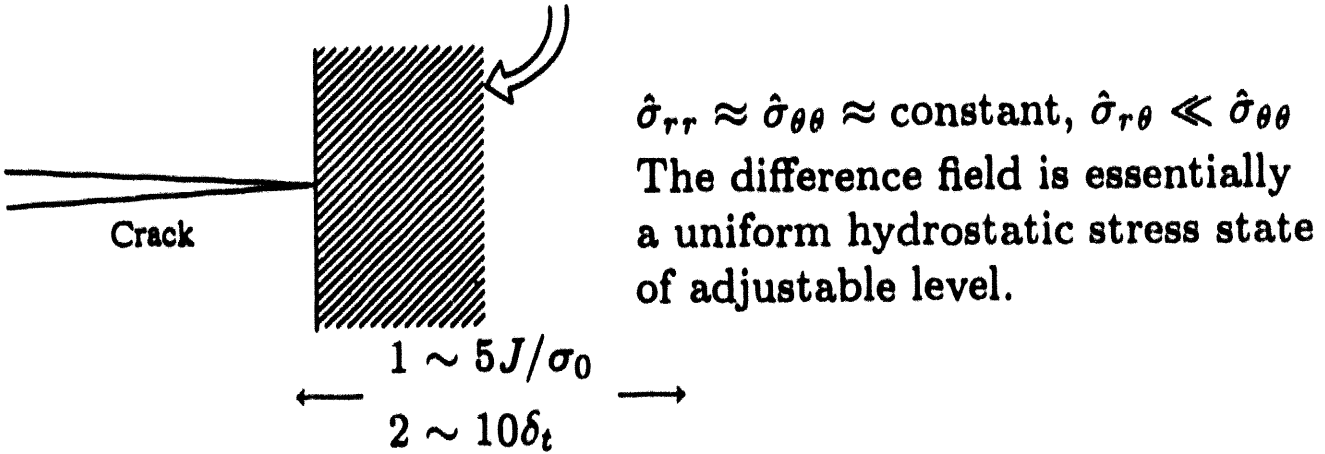 σ̂_rr ≈ σ̂_θθ ≈ constant, σ̂_rθ ≪ σ̂_θθ
The difference field is essentially
a uniform hydrostatic stress state
of adjustable level.
Crack
1 ~ 5J/σ₀
2 ~ 10δ_t